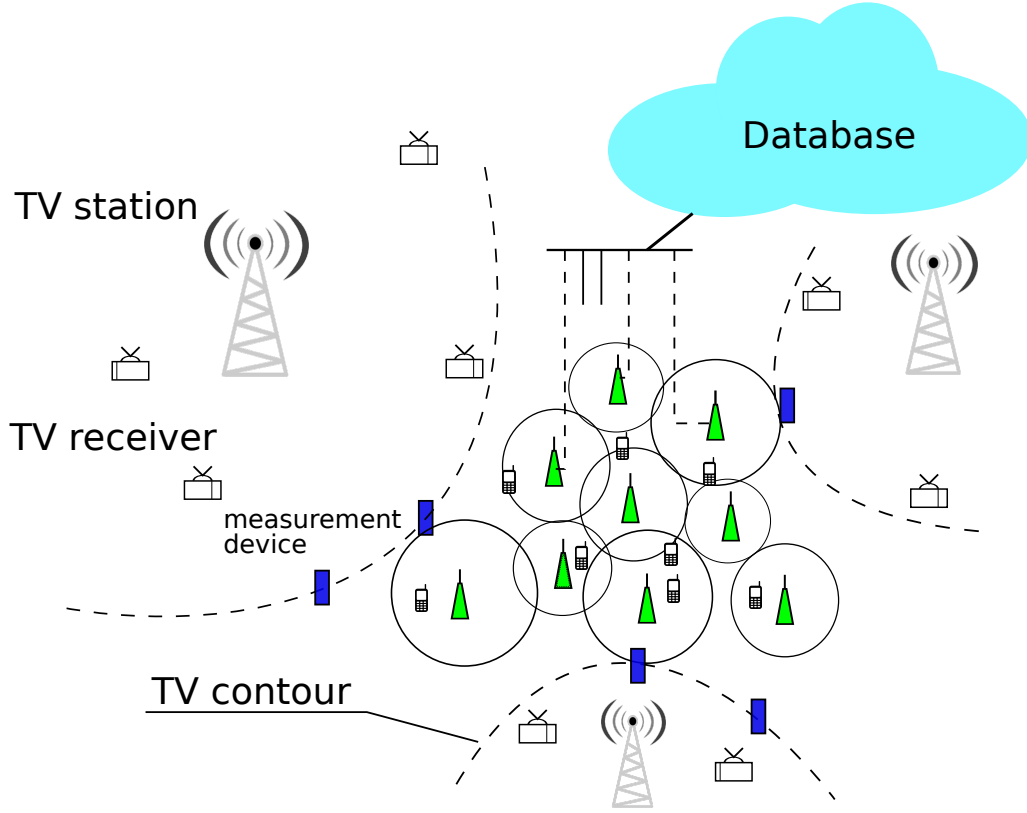 Database
TV station
TV receiver
measurement
device
TV contour